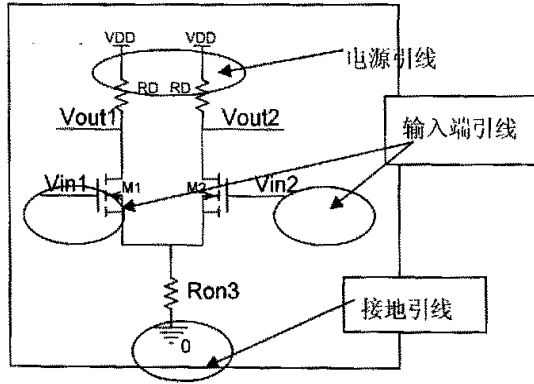 VDD VDD
RD RD
电源引线
Vout1 Vout2
输入端引线
Vin1 M1 M2 Vin2
Ron3
接地引线
0